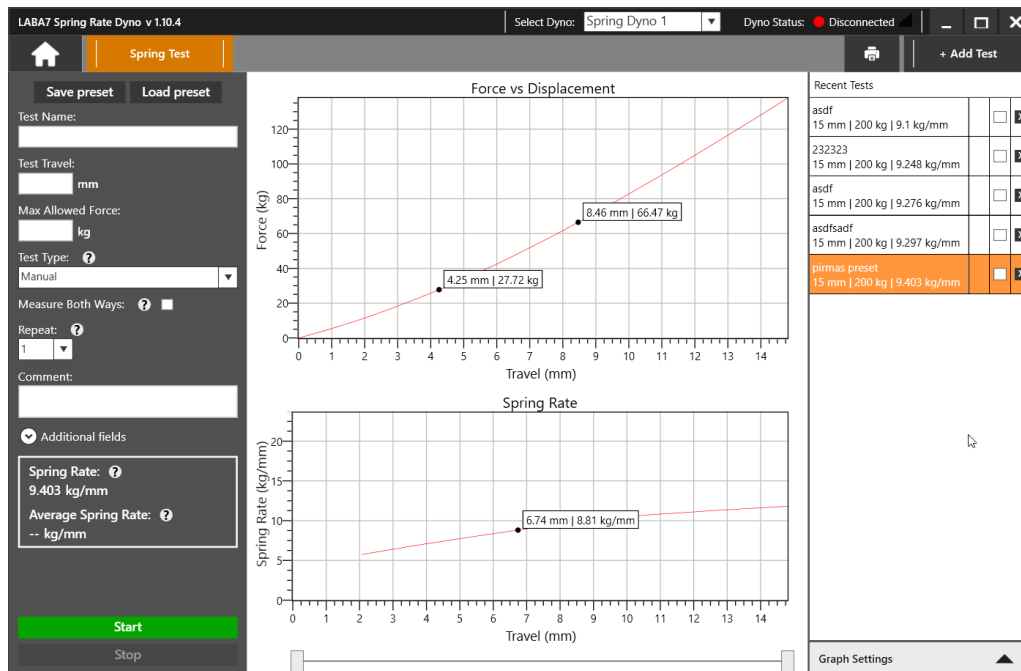 LABA7 Spring Rate Dyno v 1.10.4
Select Dyno: Spring Dyno 1
Dyno Status: Disconnected
Spring Test
+ Add Test
Save preset Load preset
Test Name:
Test Travel:
mm
Max Allowed Force:
kg
Test Type: ?
Manual
Measure Both Ways: ?
Repeat: ?
1
Comment:
Additional fields
Spring Rate: ?
9.403 kg/mm
Average Spring Rate: ?
-- kg/mm
Start
Stop
Force vs Displacement
Force (kg)
120
100
80
60
40
20
0
8.46 mm | 66.47 kg
4.25 mm | 27.72 kg
0 1 2 3 4 5 6 7 8 9 10 11 12 13 14
Travel (mm)
Spring Rate
Spring Rate (kg/mm)
20
15
10
5
0
6.74 mm | 8.81 kg/mm
0 1 2 3 4 5 6 7 8 9 10 11 12 13 14
Travel (mm)
Recent Tests
asdf
15 mm | 200 kg | 9.1 kg/mm
232323
15 mm | 200 kg | 9.248 kg/mm
asdf
15 mm | 200 kg | 9.276 kg/mm
asdfsadf
15 mm | 200 kg | 9.297 kg/mm
pirmas preset
15 mm | 200 kg | 9.403 kg/mm
Graph Settings